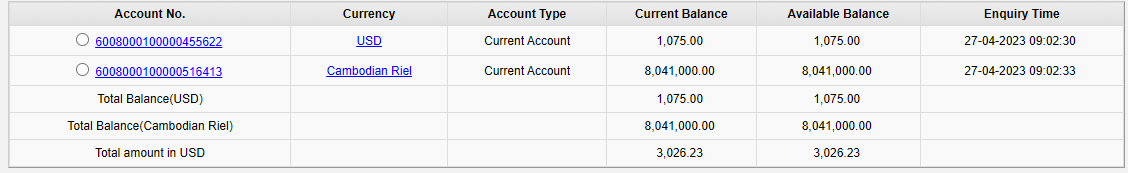 Account No. Currency Account Type Current Balance Available Balance Enquiry Time
6008000100000455622 USD Current Account 1,075.00 1,075.00 27-04-2023 09:02:30
6008000100000516413 Cambodian Riel Current Account 8,041,000.00 8,041,000.00 27-04-2023 09:02:33
Total Balance(USD) 1,075.00 1,075.00
Total Balance(Cambodian Riel) 8,041,000.00 8,041,000.00
Total amount in USD 3,026.23 3,026.23